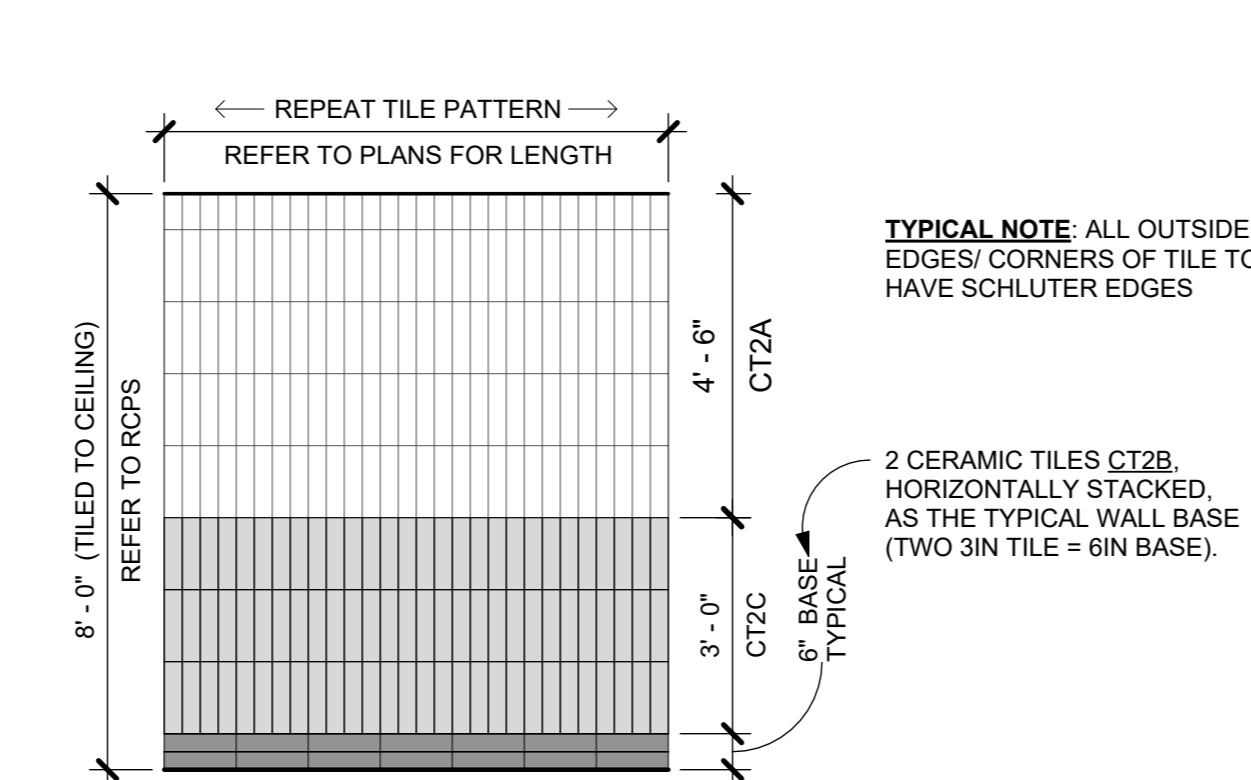 REPEAT TILE PATTERN
REFER TO PLANS FOR LENGTH
8' - 0" (TILED TO CEILING)
REFER TO RCPS
4' - 6"
CT2A
3' - 0"
CT2C
6" BASE
TYPICAL
TYPICAL NOTE: ALL OUTSIDE
EDGES/ CORNERS OF TILE TO
HAVE SCHLUTER EDGES
2 CERAMIC TILES CT2B,
HORIZONTALLY STACKED,
AS THE TYPICAL WALL BASE
(TWO 3IN TILE = 6IN BASE).